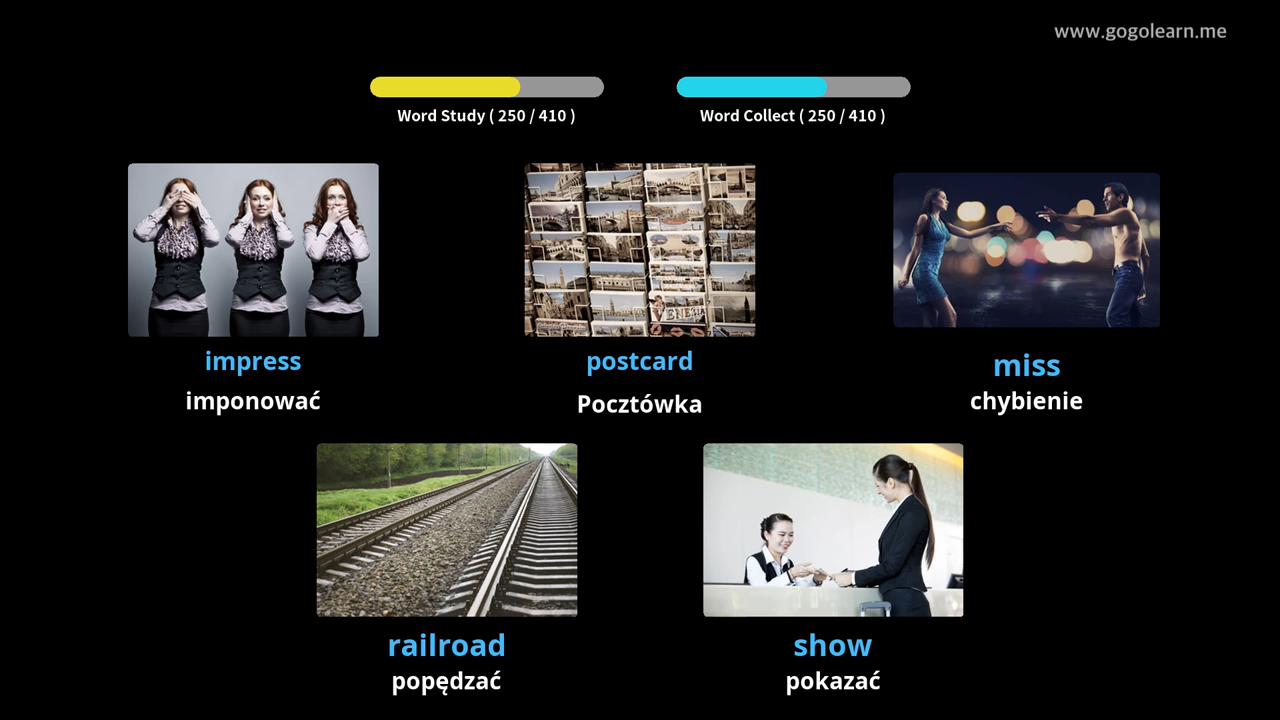 www.gogolearn.me
Word Study ( 250 / 410 )
Word Collect ( 250 / 410 )
impress
postcard
miss
imponować
Pocztówka
chybienie
VENEZIA
railroad
show
popędzać
pokazać